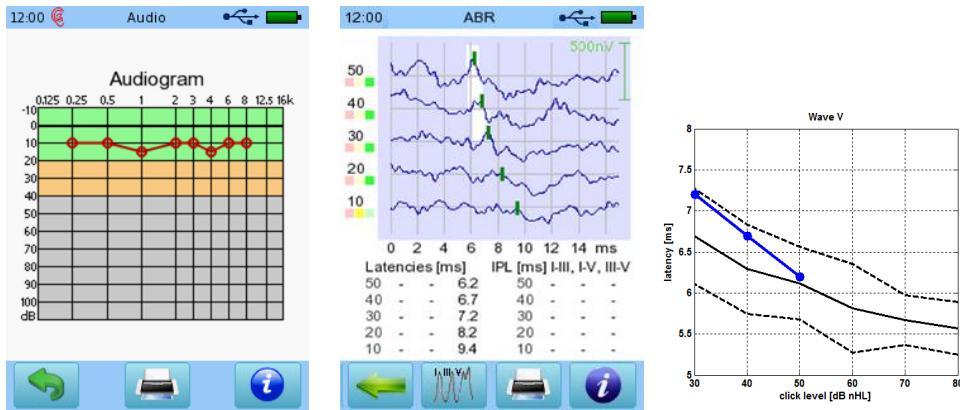 12:00 Audio
Audiogram
0.125 0.25 0.5 1 2 3 4 6 8 12.5 16k
-10
0
10
20
30
40
50
60
70
80
90
100
dB
12:00 ABR
500nV
50
40
30
20
10
0 2 4 6 8 10 12 14 ms
Latencies [ms] IPL [ms] I-III, I-V, III-V
50 - - 6.2 50 - - -
40 - - 6.7 40 - - -
30 - - 7.2 30 - - -
20 - - 8.2 20 - - -
10 - - 9.4 10 - - -
I III V
Wave V
latency [ms]
8
7.5
7
6.5
6
5.5
5
30 40 50 60 70 80
click level [dB nHL]